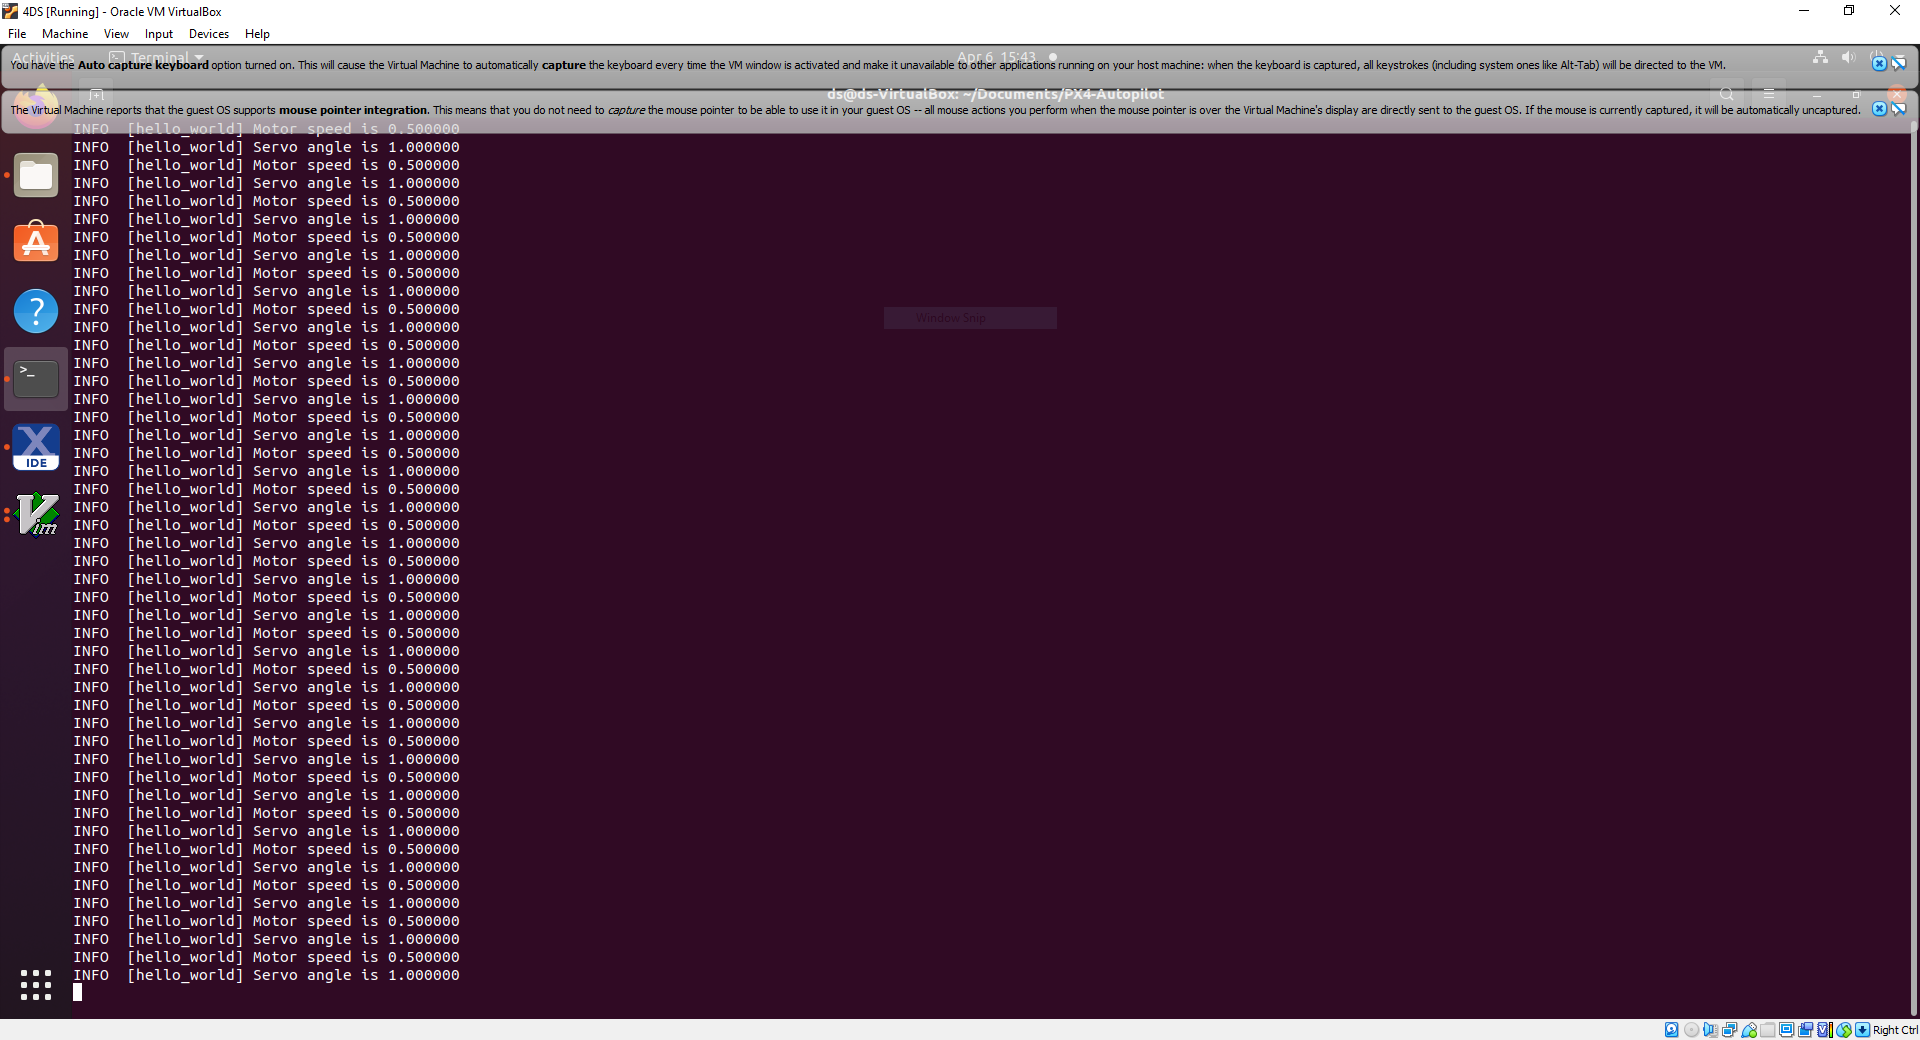 4DS [Running] - Oracle VM VirtualBox
File Machine View Input Devices Help
Activities Terminal Apr 6 15:43
You have the Auto capture keyboard option turned on. This will cause the Virtual Machine to automatically capture the keyboard every time the VM window is activated and make it unavailable to other applications running on your host machine: when the keyboard is captured, all keystrokes (including system ones like Alt-Tab) will be directed to the VM.
ds@ds-VirtualBox: ~/Documents/PX4-Autopilot
The Virtual Machine reports that the guest OS supports mouse pointer integration. This means that you do not need to capture the mouse pointer to be able to use it in your guest OS -- all mouse actions you perform when the mouse pointer is over the Virtual Machine's display are directly sent to the guest OS. If the mouse is currently captured, it will be automatically uncaptured.
INFO [hello_world] Motor speed is 0.500000
INFO [hello_world] Servo angle is 1.000000
INFO [hello_world] Motor speed is 0.500000
INFO [hello_world] Servo angle is 1.000000
INFO [hello_world] Motor speed is 0.500000
INFO [hello_world] Servo angle is 1.000000
INFO [hello_world] Motor speed is 0.500000
INFO [hello_world] Servo angle is 1.000000
INFO [hello_world] Motor speed is 0.500000
INFO [hello_world] Servo angle is 1.000000
INFO [hello_world] Motor speed is 0.500000
Window Snip
INFO [hello_world] Servo angle is 1.000000
INFO [hello_world] Motor speed is 0.500000
INFO [hello_world] Servo angle is 1.000000
INFO [hello_world] Motor speed is 0.500000
INFO [hello_world] Servo angle is 1.000000
INFO [hello_world] Motor speed is 0.500000
INFO [hello_world] Servo angle is 1.000000
INFO [hello_world] Motor speed is 0.500000
INFO [hello_world] Servo angle is 1.000000
INFO [hello_world] Motor speed is 0.500000
INFO [hello_world] Servo angle is 1.000000
INFO [hello_world] Motor speed is 0.500000
INFO [hello_world] Servo angle is 1.000000
INFO [hello_world] Motor speed is 0.500000
INFO [hello_world] Servo angle is 1.000000
INFO [hello_world] Motor speed is 0.500000
INFO [hello_world] Servo angle is 1.000000
INFO [hello_world] Motor speed is 0.500000
INFO [hello_world] Servo angle is 1.000000
INFO [hello_world] Motor speed is 0.500000
INFO [hello_world] Servo angle is 1.000000
INFO [hello_world] Motor speed is 0.500000
INFO [hello_world] Servo angle is 1.000000
INFO [hello_world] Motor speed is 0.500000
INFO [hello_world] Servo angle is 1.000000
INFO [hello_world] Motor speed is 0.500000
INFO [hello_world] Servo angle is 1.000000
INFO [hello_world] Motor speed is 0.500000
INFO [hello_world] Servo angle is 1.000000
INFO [hello_world] Motor speed is 0.500000
INFO [hello_world] Servo angle is 1.000000
INFO [hello_world] Motor speed is 0.500000
INFO [hello_world] Servo angle is 1.000000
INFO [hello_world] Motor speed is 0.500000
INFO [hello_world] Servo angle is 1.000000
INFO [hello_world] Motor speed is 0.500000
INFO [hello_world] Servo angle is 1.000000
X
IDE
Vim
Right Ctrl